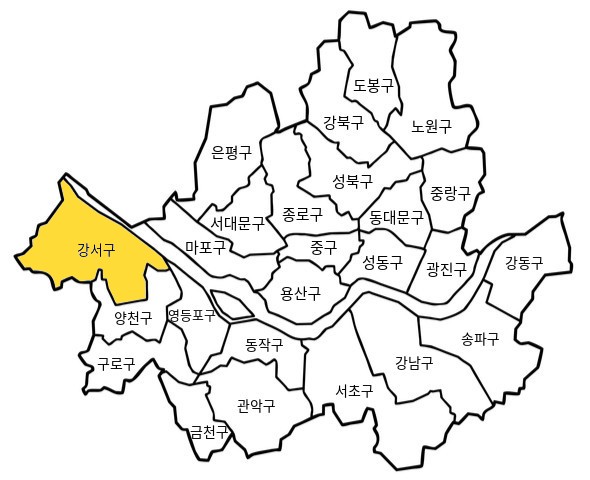 도봉구
강북구
노원구
은평구
성북구
중랑구
서대문구
종로구
동대문구
마포구
중구
강서구
성동구
광진구
강동구
용산구
양천구
영등포구
동작구
송파구
구로구
강남구
서초구
관악구
금천구